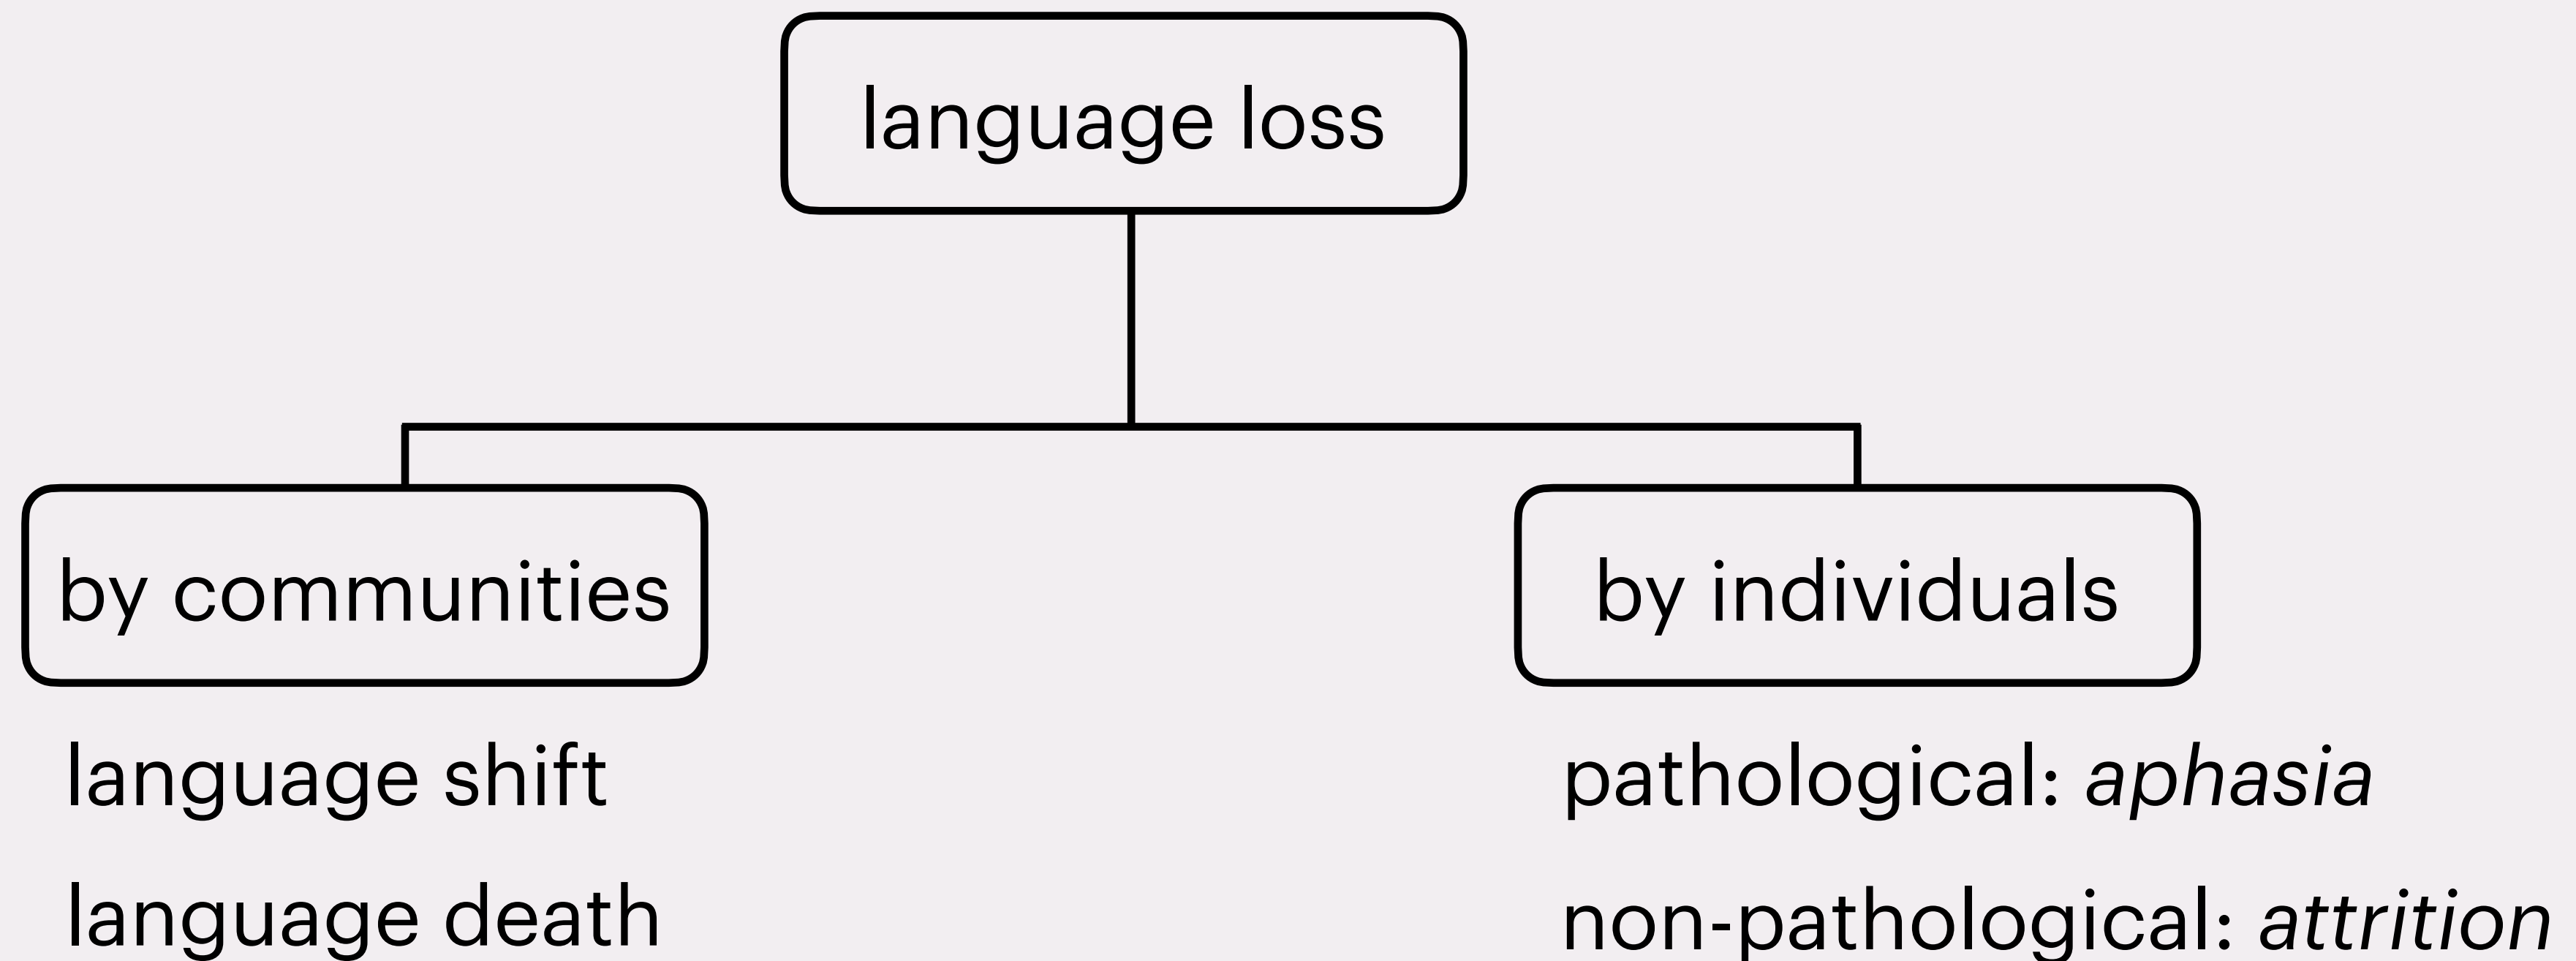 language loss
by communities
language shift
language death
by individuals
pathological: aphasia
non-pathological: attrition